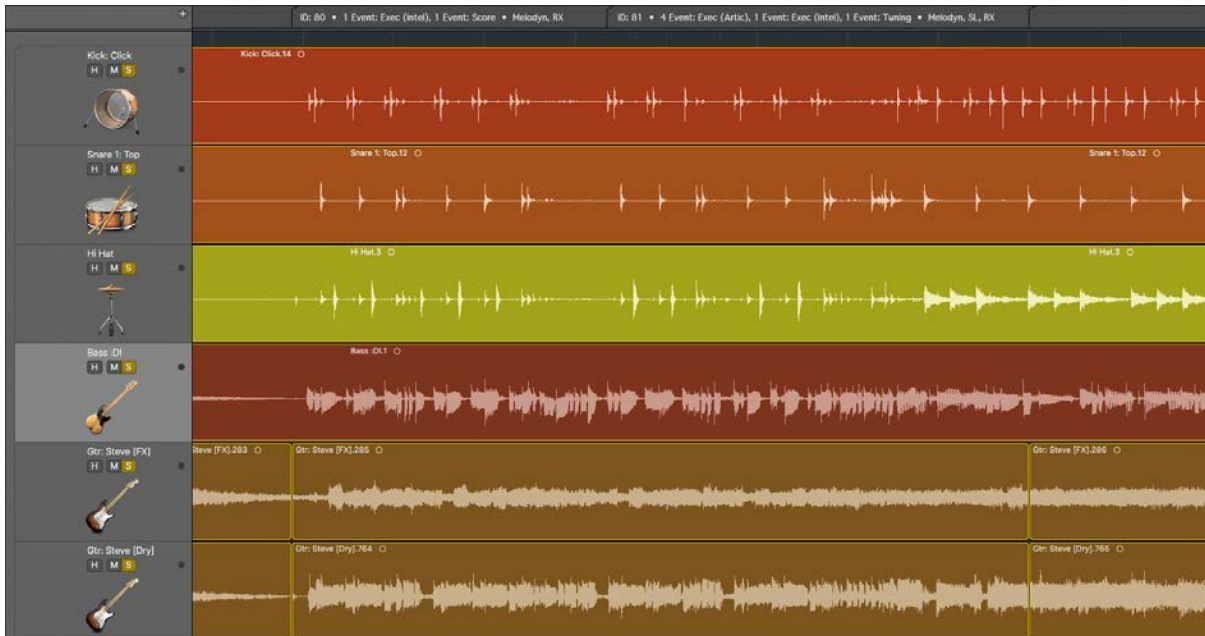 +
ID: 80 • 1 Event: Exec (Intel), 1 Event: Score • Melodyn, RX
ID: 81 • 4 Event: Exec (Artic), 1 Event: Exec (Intel), 1 Event: Tuning • Melodyn, SL, RX
Kick: Click
H M S
Kick: Click.14
Snare 1: Top
H M S
Snare 1: Top.12
Snare 1: Top.12
Hi Hat
H M S
Hi Hat.3
Hi Hat.3
Bass :DI
H M S
Bass :DI.1
Gtr: Steve [FX]
H M S
Steve [FX].283
Gtr: Steve [FX].285
Gtr: Steve [FX].286
Gtr: Steve [Dry]
H M S
Gtr: Steve [Dry].764
Gtr: Steve [Dry].765